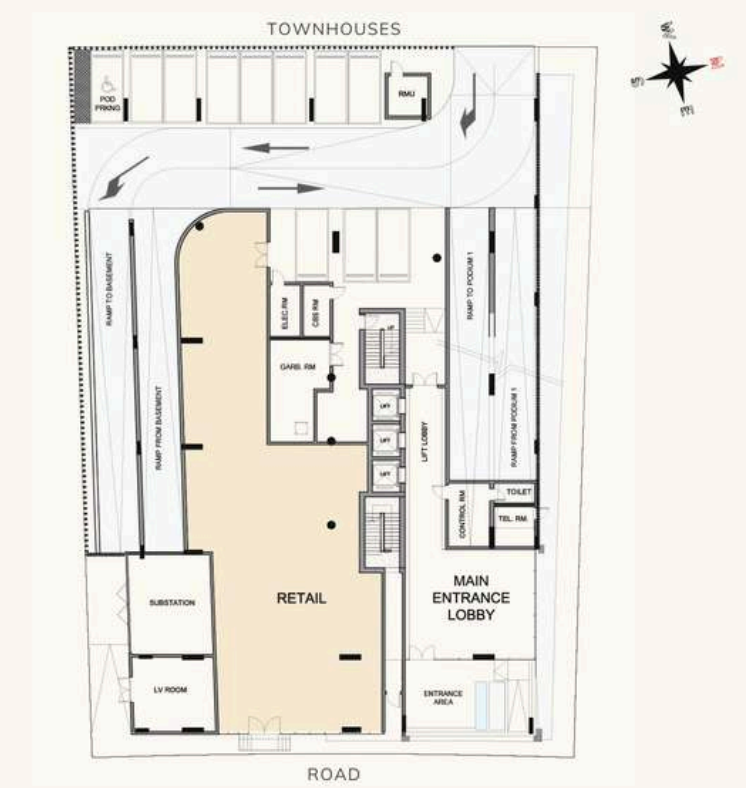 TOWNHOUSES
POD
PRKNG
RMU
RAMP TO BASEMENT
RAMP FROM BASEMENT
ELEC.RM
CBS RM
GARB. RM
UP
LIFT
LIFT
LIFT
LIFT LOBBY
RAMP TO PODIUM 1
RAMP FROM PODIUM 1
CONTROL RM
TOILET
TEL. RM.
SUBSTATION
RETAIL
MAIN
ENTRANCE
LOBBY
LV ROOM
ENTRANCE
AREA
ROAD